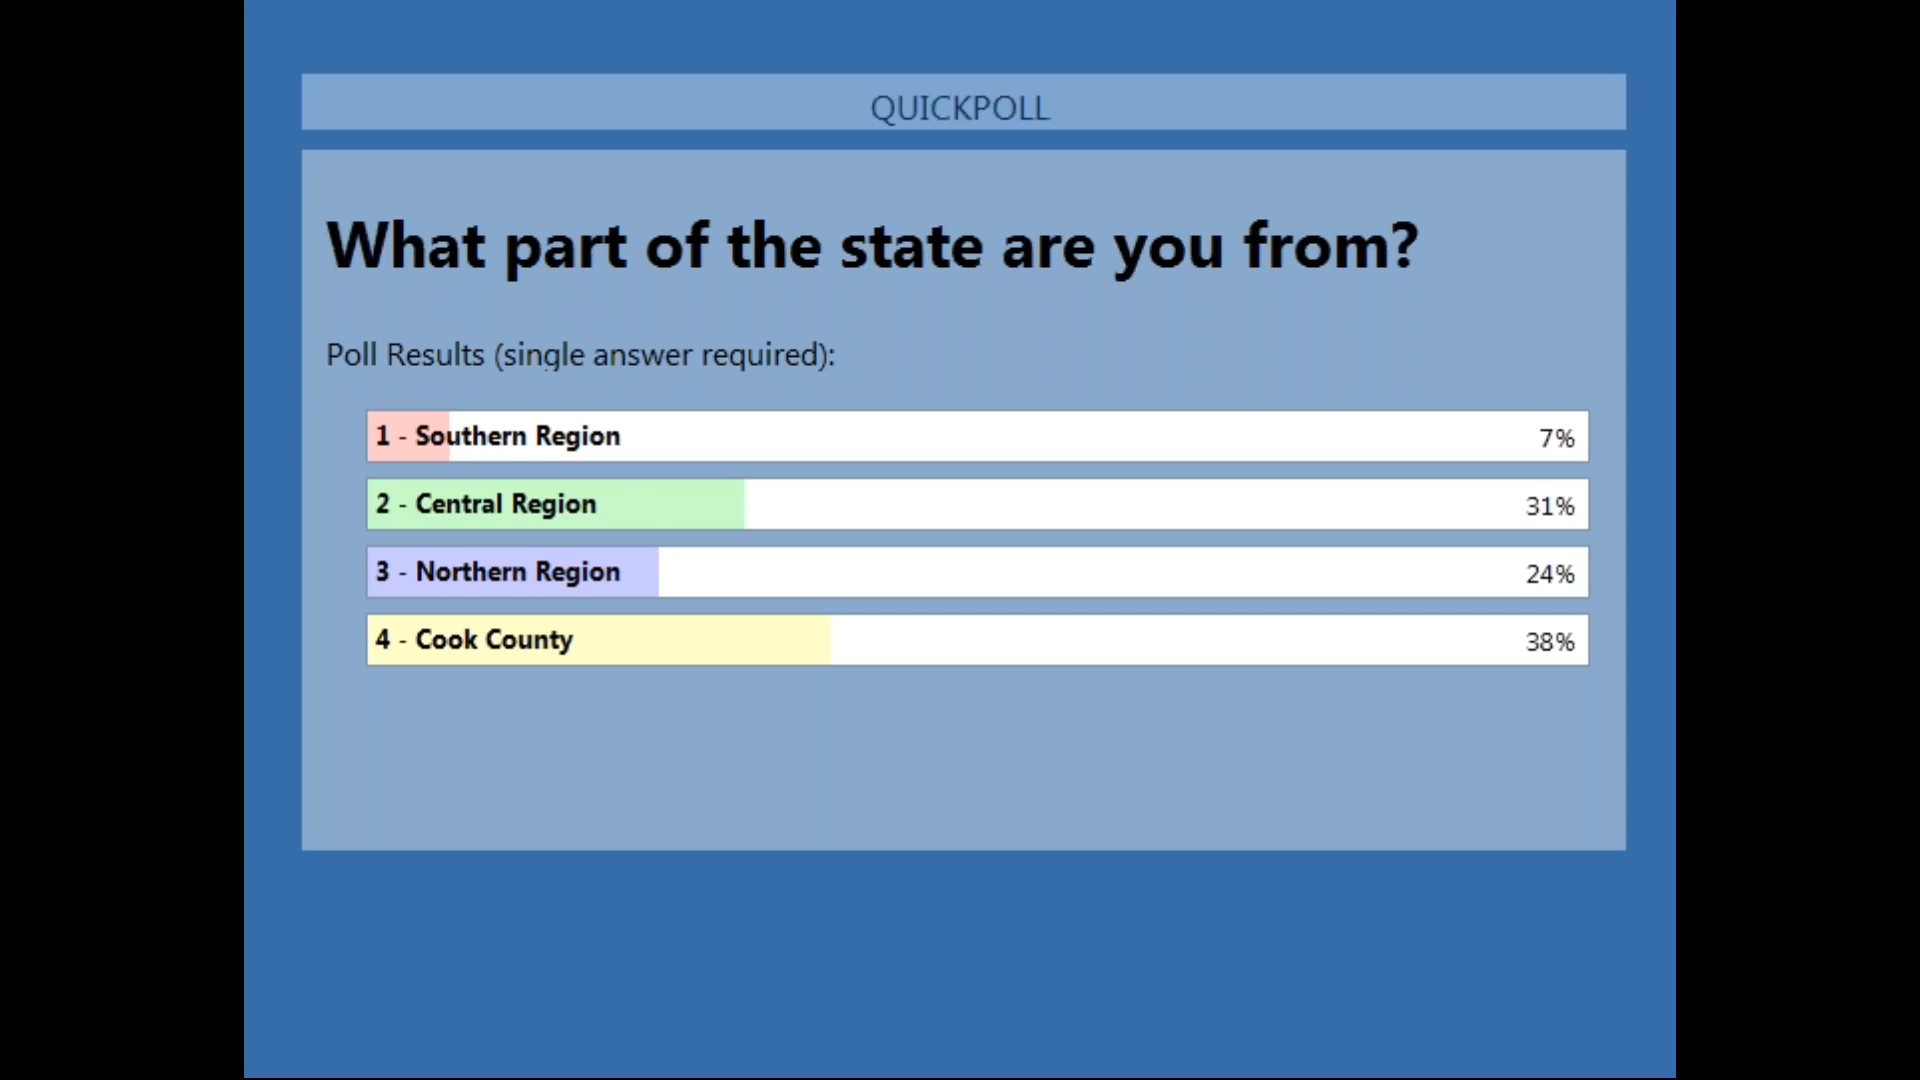 QUICKPOLL
What part of the state are you from?
Poll Results (single answer required):
1 - Southern Region 7%
2 - Central Region 31%
3 - Northern Region 24%
4 - Cook County 38%